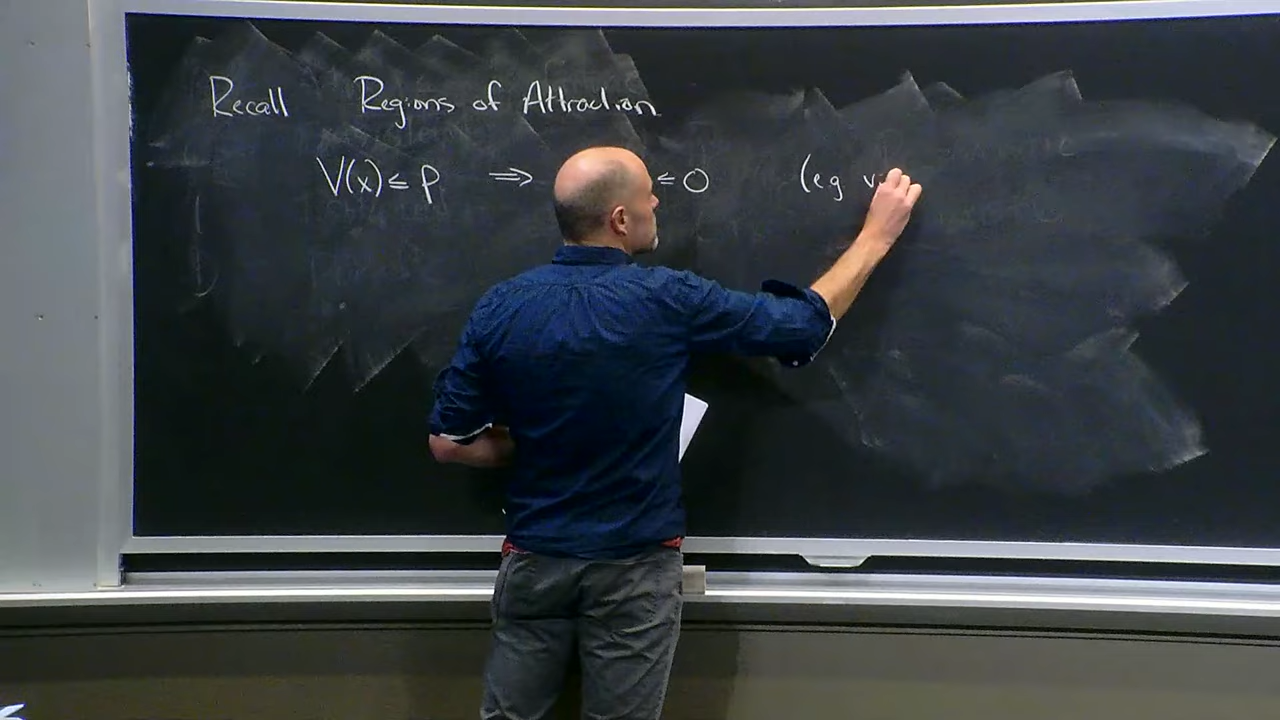 Recall Regions of Attraction
V(x) ≤ ρ ⇒ ≤ 0 (eg